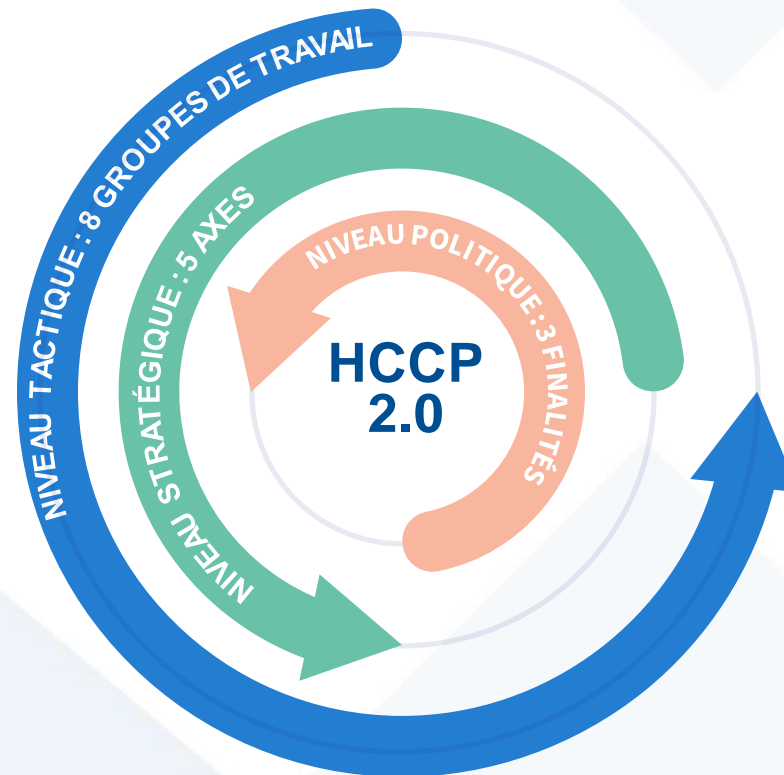 NIVEAU TACTIQUE : 8 GROUPES DE TRAVAIL
NIVEAU STRATÉGIQUE : 5 AXES
NIVEAU POLITIQUE : 3 FINALITÉS
HCCP
2.0